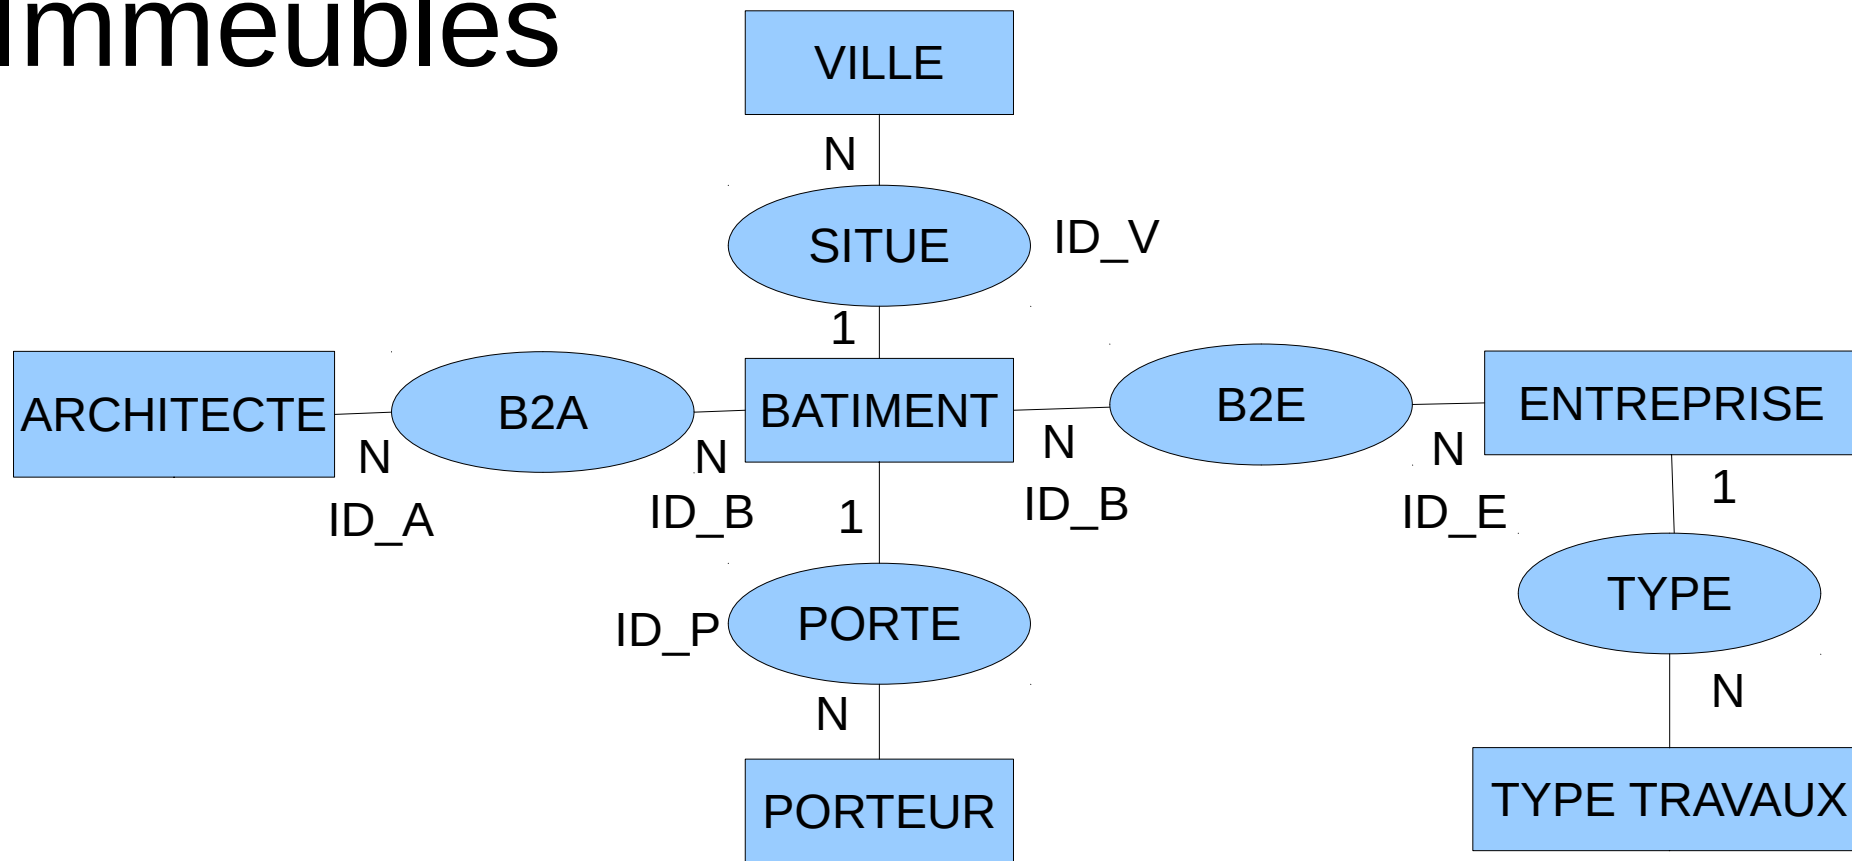 Immeubles
VILLE
N
SITUE
ID_V
1
ARCHITECTE
B2A
BATIMENT
B2E
ENTREPRISE
N
N
N
N
ID_A
ID_B
ID_B
ID_E
1
1
PORTE
ID_P
TYPE
N
N
PORTEUR
TYPE TRAVAUX